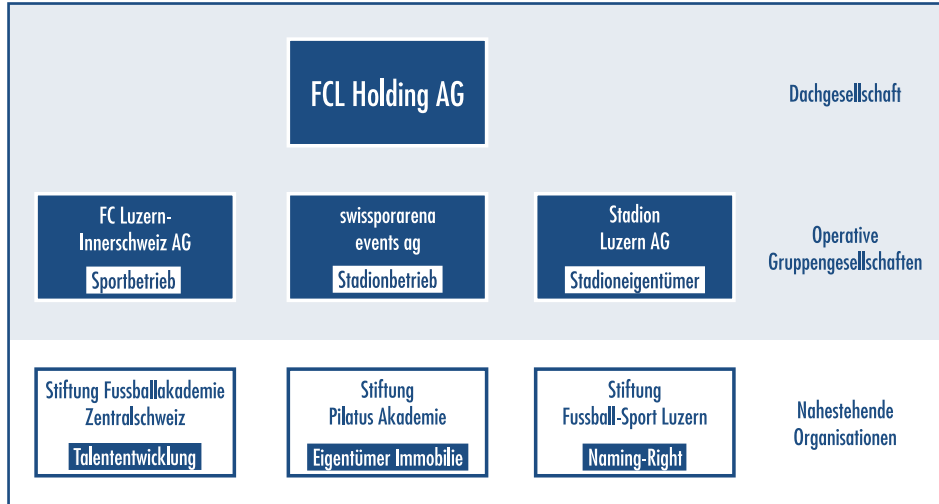 FCL Holding AG
Dachgesellschaft
FC Luzern-
Innerschweiz AG
Sportbetrieb
swissporarena
events ag
Stadionbetrieb
Stadion
Luzern AG
Stadioneigentümer
Operative
Gruppengesellschaften
Stiftung Fussballakademie
Zentralschweiz
Talententwicklung
Stiftung
Pilatus Akademie
Eigentümer Immobilie
Stiftung
Fussball-Sport Luzern
Naming-Right
Nahestehende
Organisationen